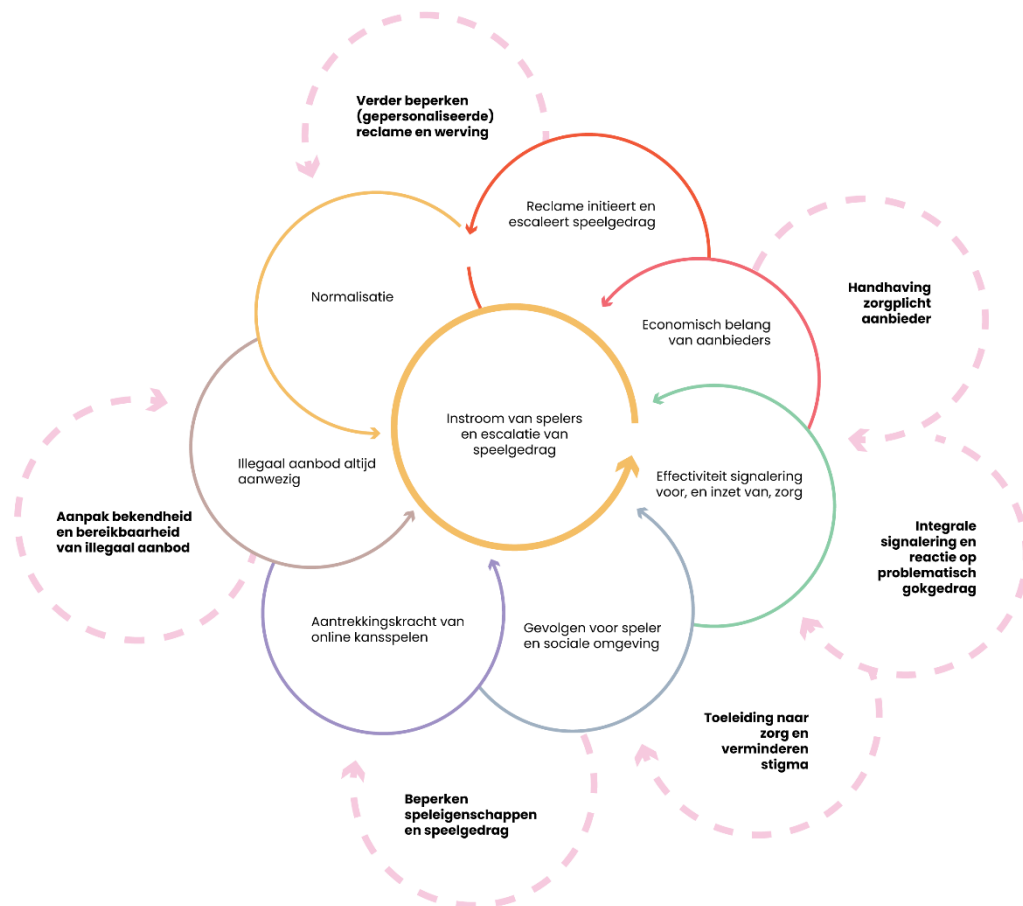 Verder beperken
(gepersonaliseerde)
reclame en werving
Reclame initieert en
escaleert speelgedrag
Handhaving
zorgplicht
aanbieder
Normalisatie
Economisch belang
van aanbieders
Instroom van spelers
en escalatie van
speelgedrag
Illegaal aanbod altijd
aanwezig
Effectiviteit signalering
voor, en inzet van, zorg
Aanpak bekendheid
en bereikbaarheid
van illegaal aanbod
Integrale
signalering en
reactie op
problematisch
gokgedrag
Aantrekkingskracht van
online kansspelen
Gevolgen voor speler
en sociale omgeving
Toeleiding naar
zorg en
verminderen
stigma
Beperken
speleigenschappen
en speelgedrag